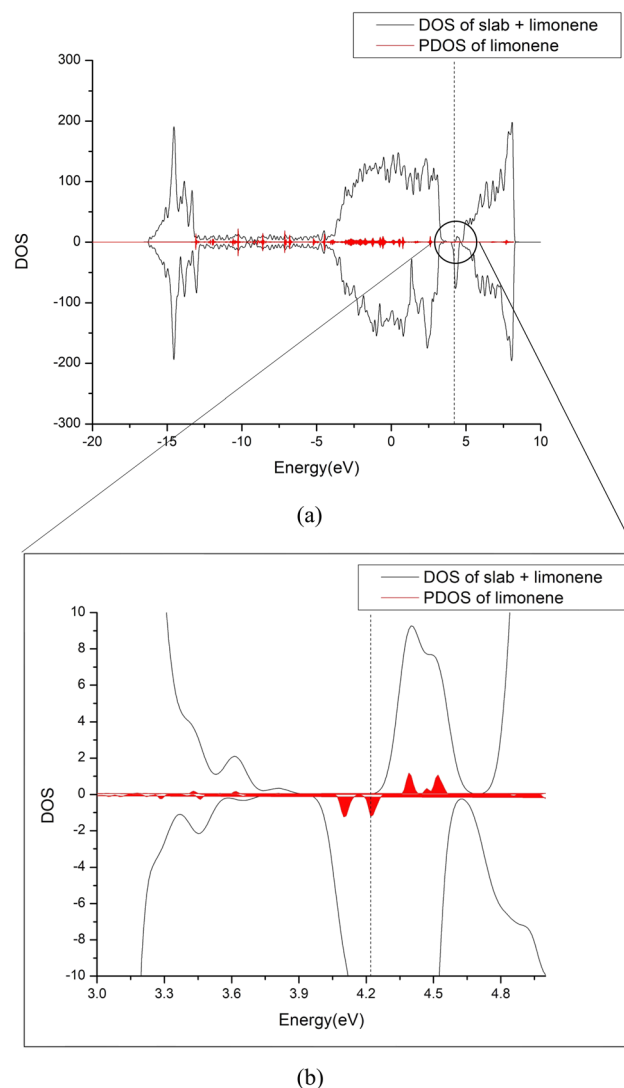 DOS of slab + limonene
PDOS of limonene
300
200
100
0
-100
-200
-300
DOS
-20 -15 -10 -5 0 5 10
Energy(eV)
(a)
DOS of slab + limonene
PDOS of limonene
10
8
6
4
2
0
-2
-4
-6
-8
-10
DOS
3.0 3.3 3.6 3.9 4.2 4.5 4.8
Energy(eV)
(b)